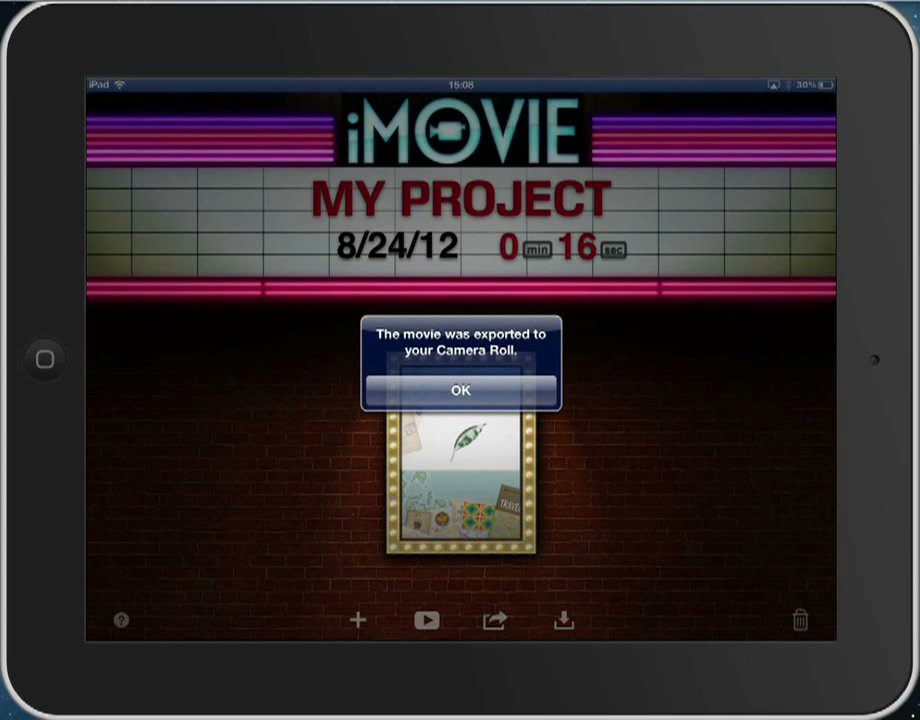 iPad
15:08
30%
iMOVIE
MY PROJECT
8/24/12 0 min 16 sec
The movie was exported to
your Camera Roll.
OK
TRAVEL
?